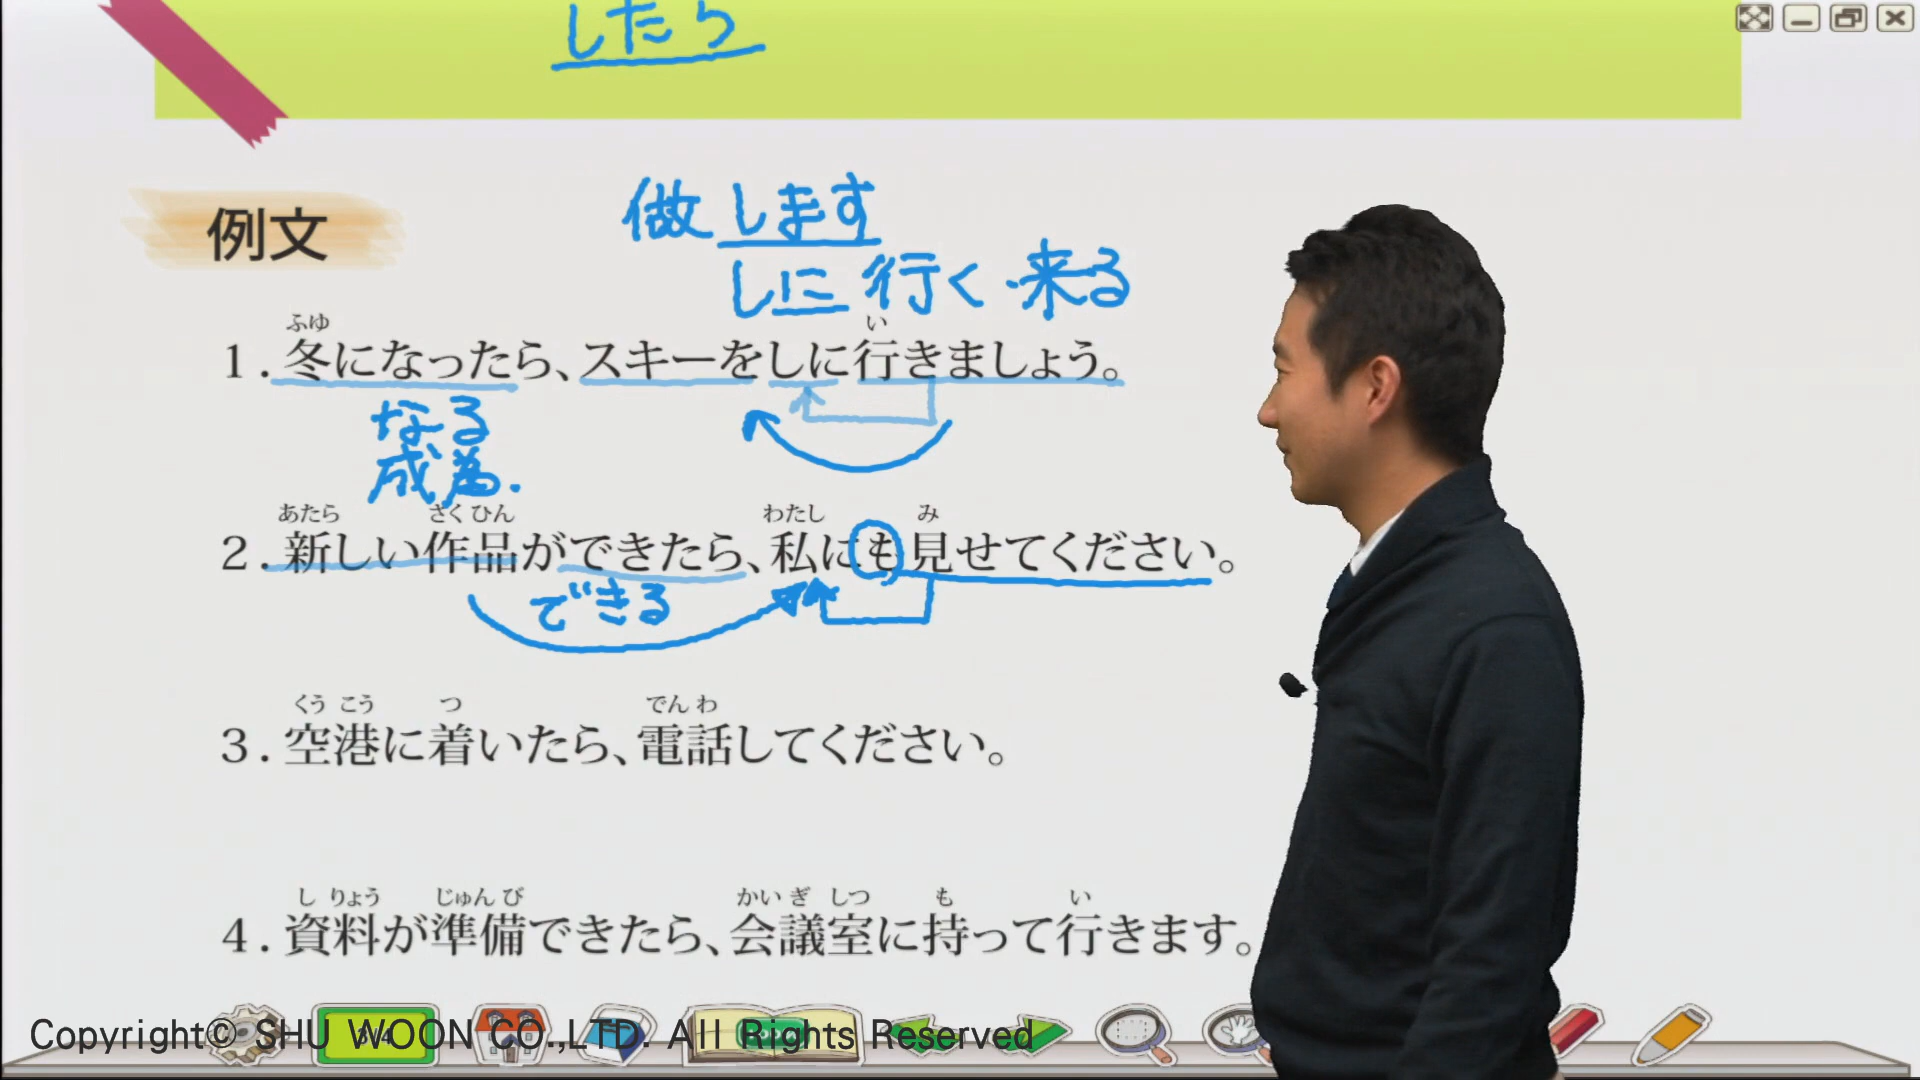 したら
例文
做 します
しに 行く・来る
ふゆ い
1.冬になったら、スキーをしに行きましょう。
なる
成為.
あたら さくひん わたし み
2.新しい作品ができたら、私にも見せてください。
できる
くうこう つ でんわ
3.空港に着いたら、電話してください。
しりょう じゅんび かいぎしつ も い
4.資料が準備できたら、会議室に持って行きます。
Copyright© SHU WOON CO.,LTD. All Rights Reserved